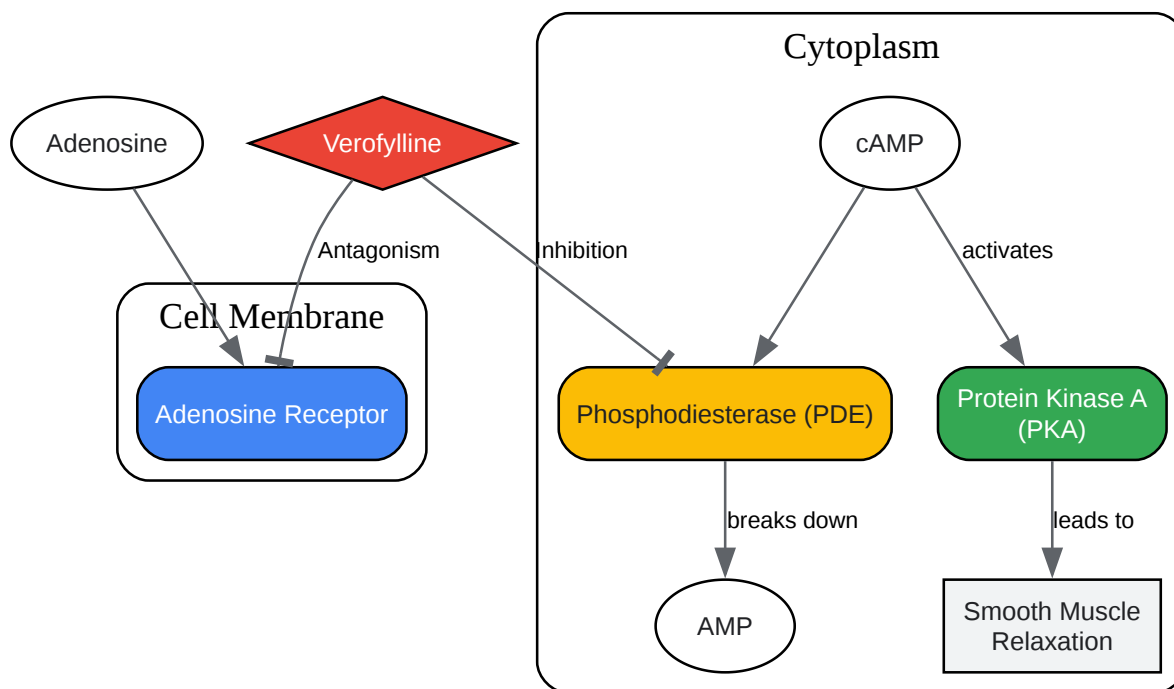 Cytoplasm
Adenosine
Verofylline
cAMP
Antagonism
Inhibition
activates
Cell Membrane
Adenosine Receptor
Phosphodiesterase (PDE)
Protein Kinase A
(PKA)
breaks down
leads to
AMP
Smooth Muscle
Relaxation